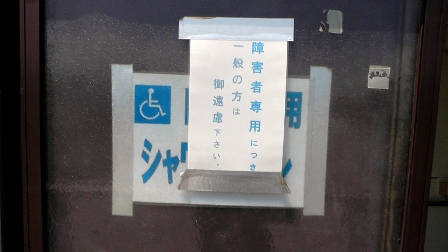 障害者専用につき
一般の方は
御遠慮下さい。
用
シャ